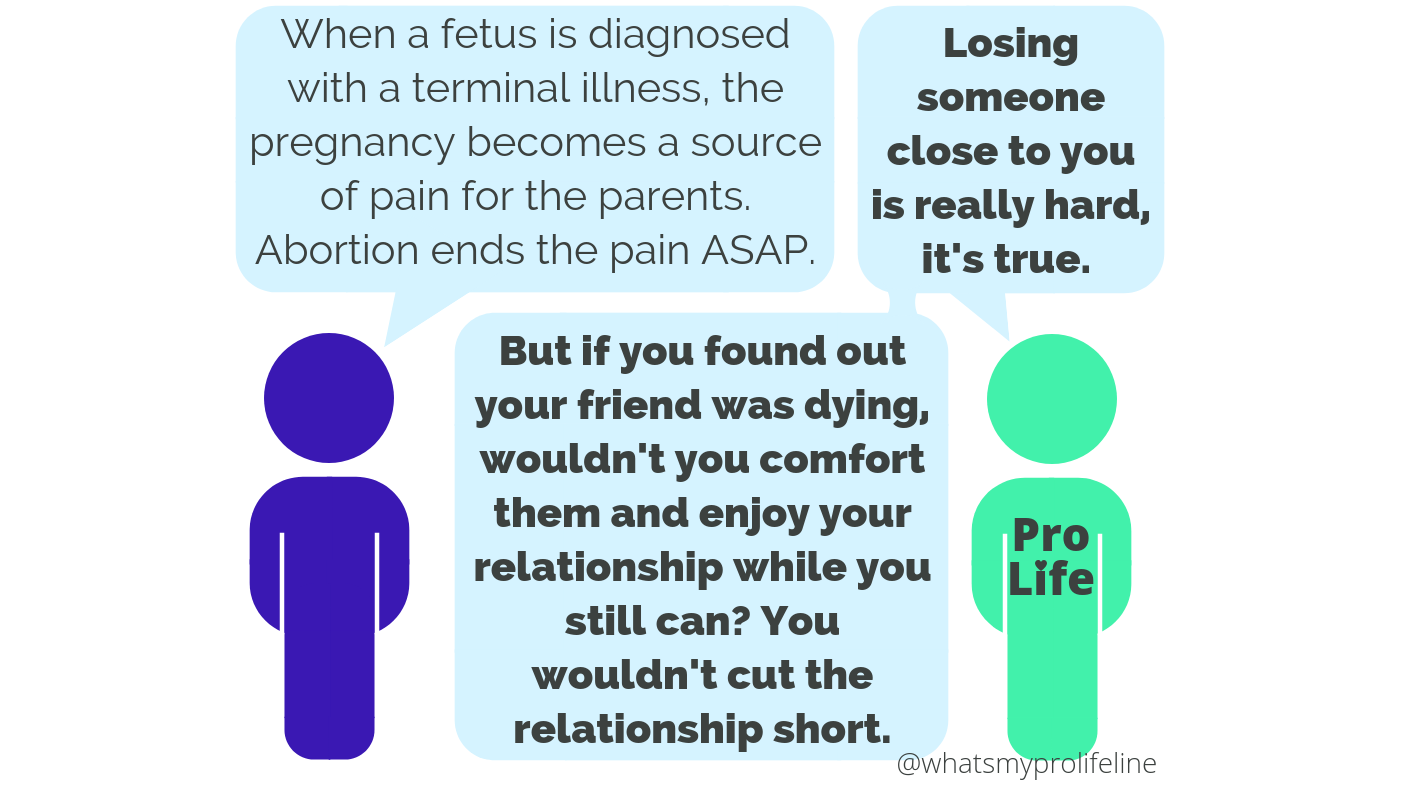 When a fetus is diagnosed
with a terminal illness, the
pregnancy becomes a source
of pain for the parents.
Abortion ends the pain ASAP.
Losing
someone
close to you
is really hard,
it's true.
But if you found out
your friend was dying,
wouldn't you comfort
them and enjoy your
relationship while you
still can? You
wouldn't cut the
relationship short.
Pro
Life
@whatsmyprolifeline